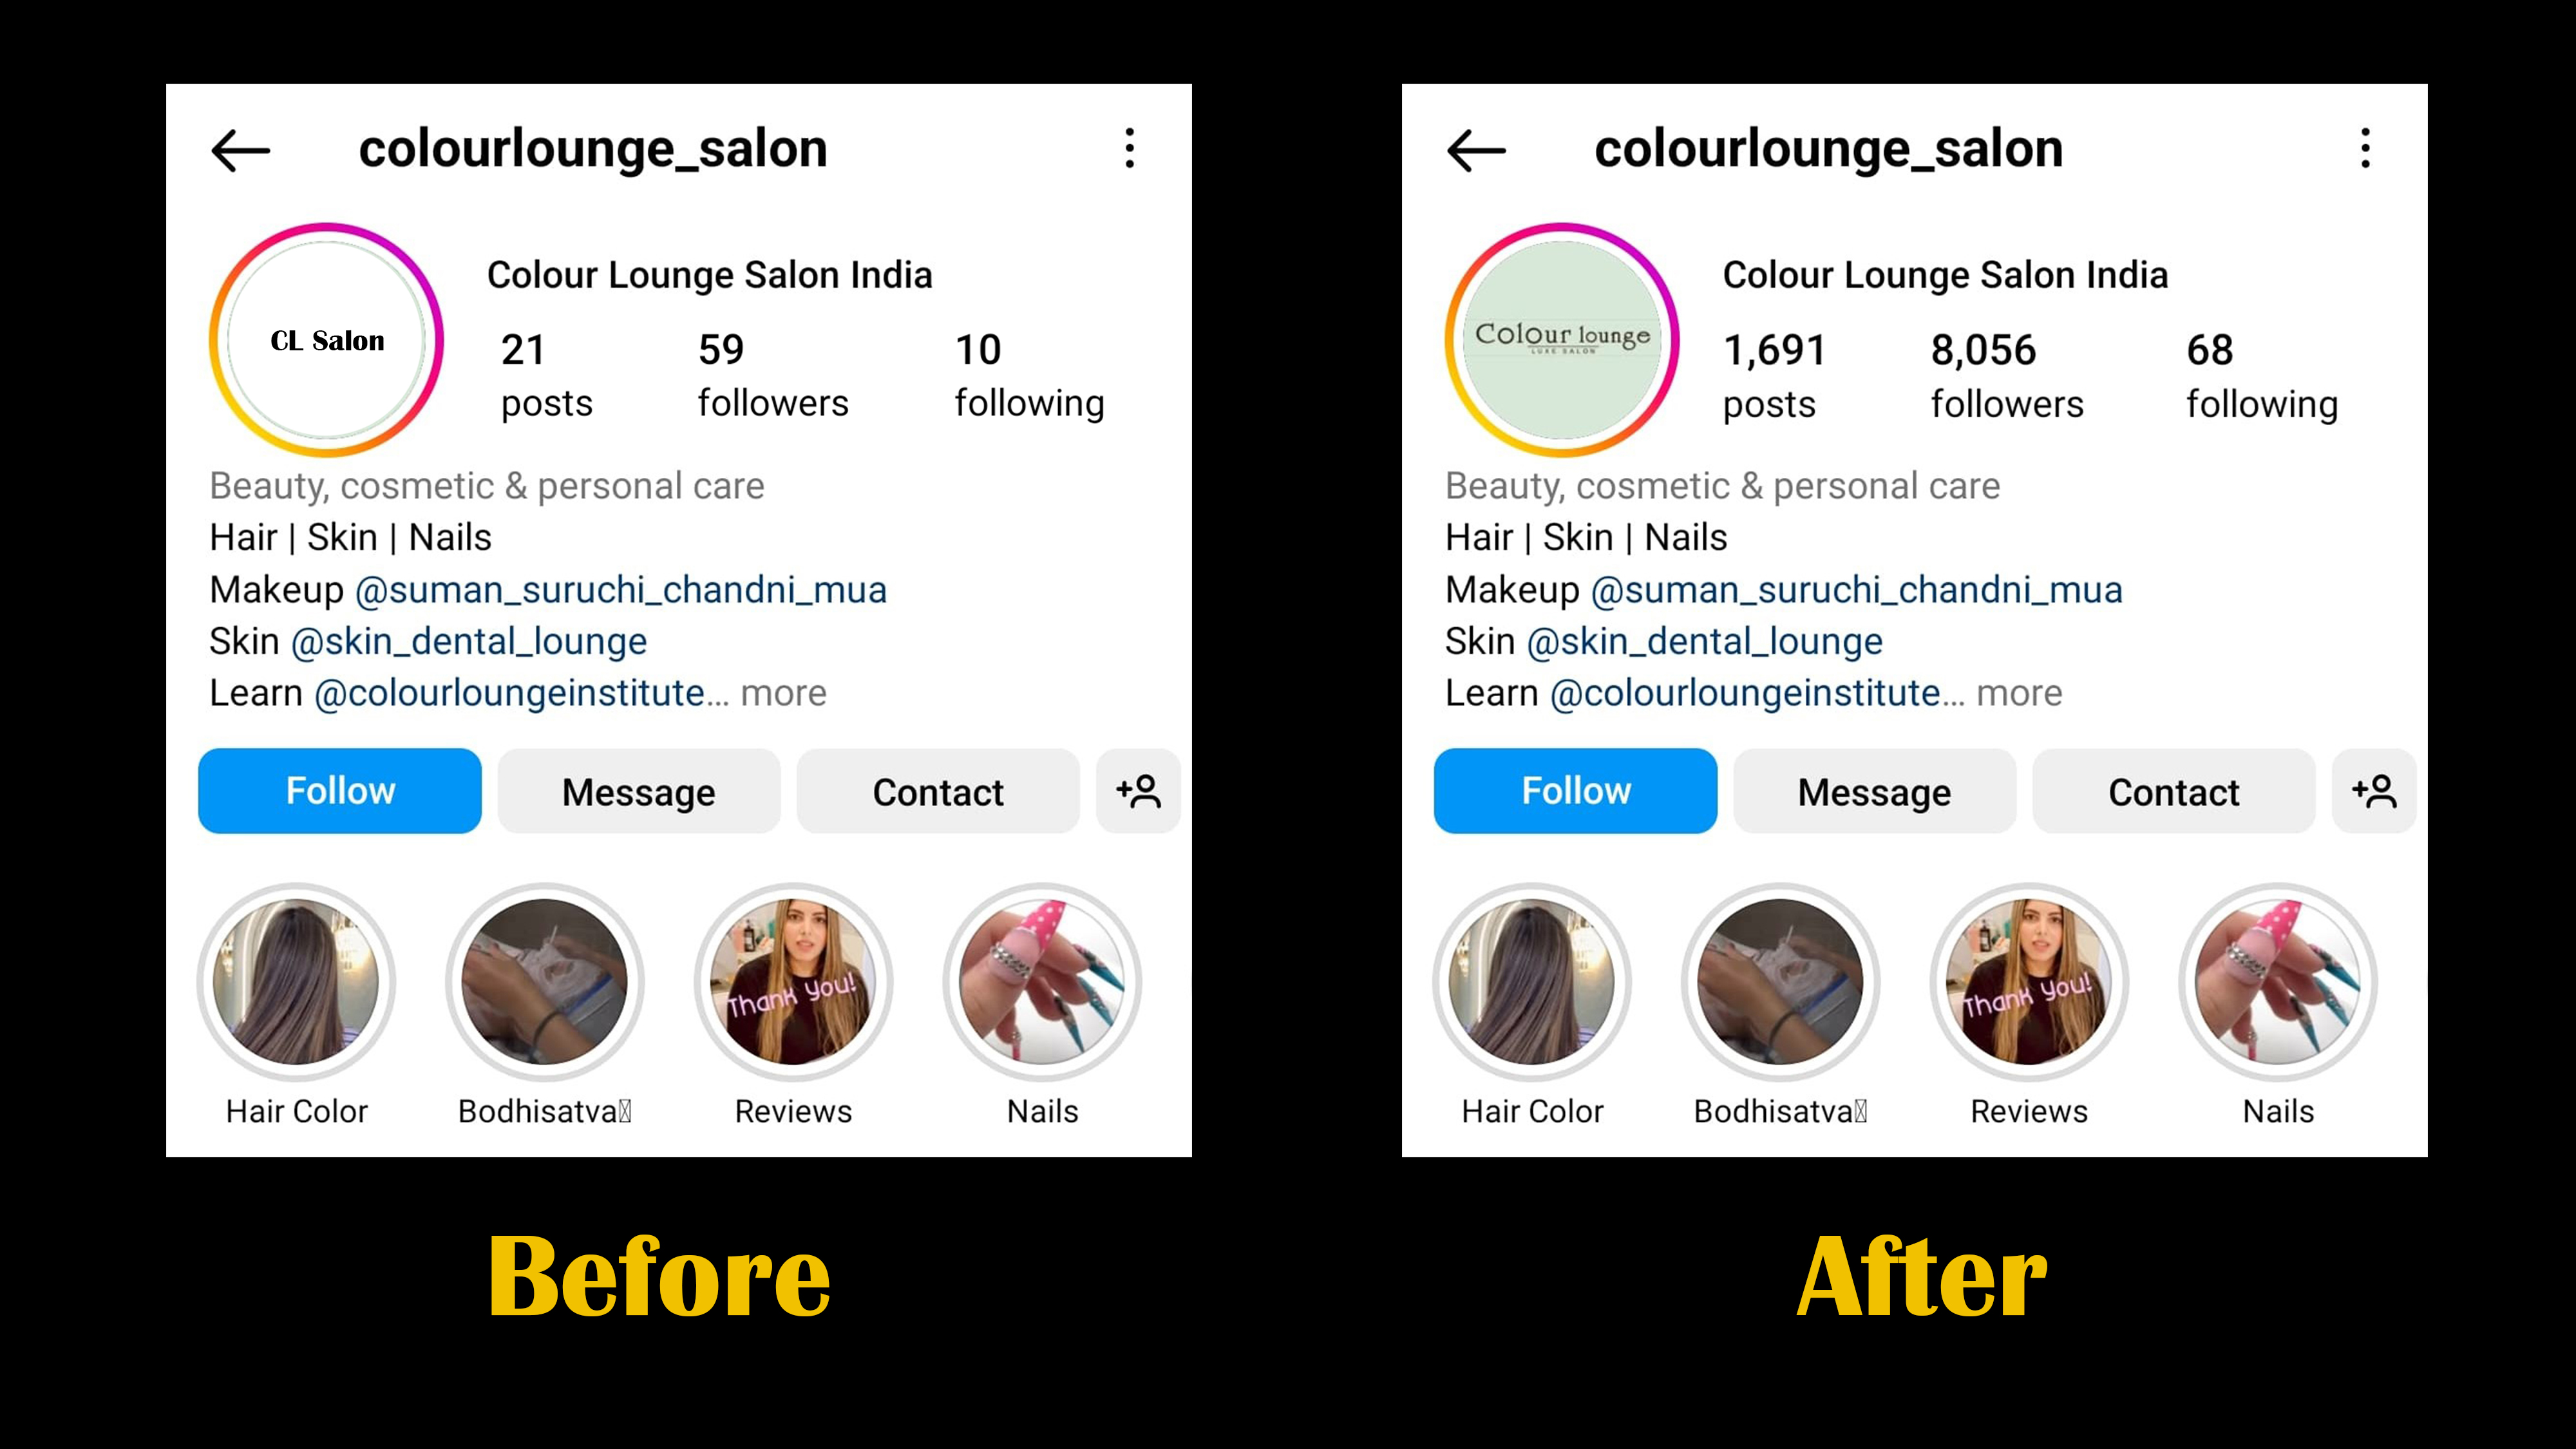 colourlounge_salon
CL Salon
Colour Lounge Salon India
21 59 10
posts followers following
Beauty, cosmetic & personal care
Hair | Skin | Nails
Makeup @suman_suruchi_chandni_mua
Skin @skin_dental_lounge
Learn @colourloungeinstitute... more
Follow Message Contact
Thank you!
Hair Color Bodhisatva Reviews Nails
Before
colourlounge_salon
Colour lounge
LUXE SALON
Colour Lounge Salon India
1,691 8,056 68
posts followers following
Beauty, cosmetic & personal care
Hair | Skin | Nails
Makeup @suman_suruchi_chandni_mua
Skin @skin_dental_lounge
Learn @colourloungeinstitute... more
Follow Message Contact
Thank you!
Hair Color Bodhisatva Reviews Nails
After